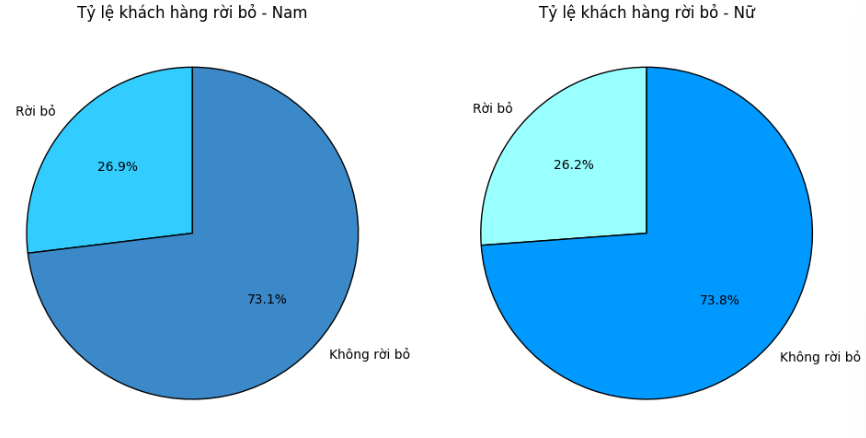 Tỷ lệ khách hàng rời bỏ - Nam
Rời bỏ
26.9%
73.1%
Không rời bỏ
Tỷ lệ khách hàng rời bỏ - Nữ
Rời bỏ
26.2%
73.8%
Không rời bỏ